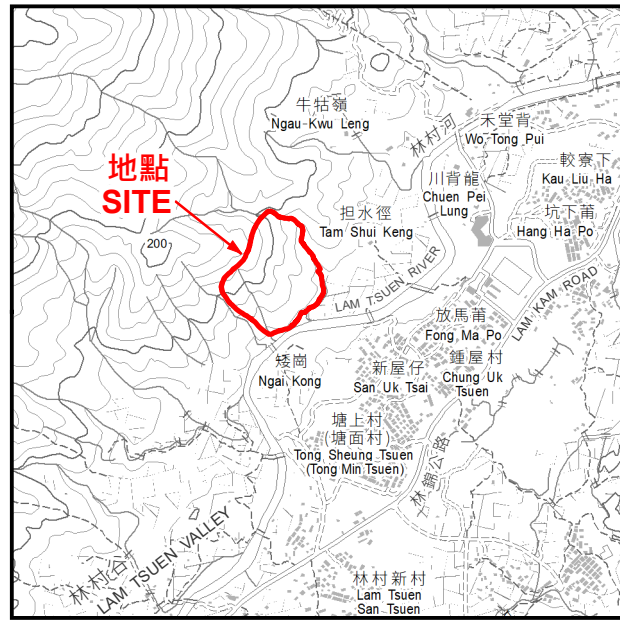 牛牯嶺
Ngau Kwu Leng
林村河
禾堂背
Wo Tong Pui
較寮下
Kau Liu Ha
地點
SITE
川背龍
Chuen Pei
Lung
坑下莆
Hang Ha Po
担水徑
Tam Shui Keng
200
LAM TSUEN RIVER
LAM KAM ROAD
放馬莆
Fong Ma Po
矮崗
Ngai Kong
新屋仔
San Uk Tsai
鍾屋村
Chung Uk
Tsuen
塘上村
(塘面村)
Tong Sheung Tsuen
(Tong Min Tsuen)
林錦公路
林村谷
LAM TSUEN VALLEY
林村新村
Lam Tsuen
San Tsuen